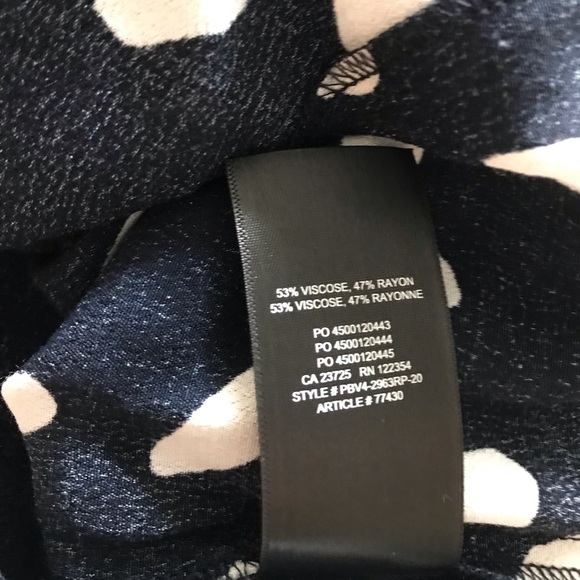 53% VISCOSE, 47% RAYON
53% VISCOSE, 47% RAYONNE
PO 4500120443
PO 4500120444
PO 4500120445
CA 23725 RN 122354
STYLE # PBV4-2963RP-20
ARTICLE # 77430